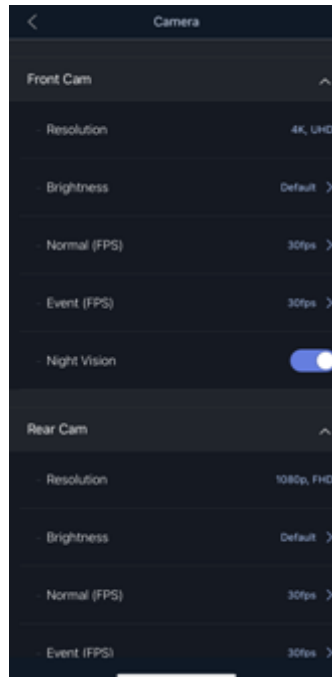 Camera
Front Cam
- Resolution 4K, UHD
- Brightness Default
- Normal (FPS) 30fps
- Event (FPS) 30fps
- Night Vision
Rear Cam
- Resolution 1080p, FHD
- Brightness Default
- Normal (FPS) 30fps
- Event (FPS) 30fps